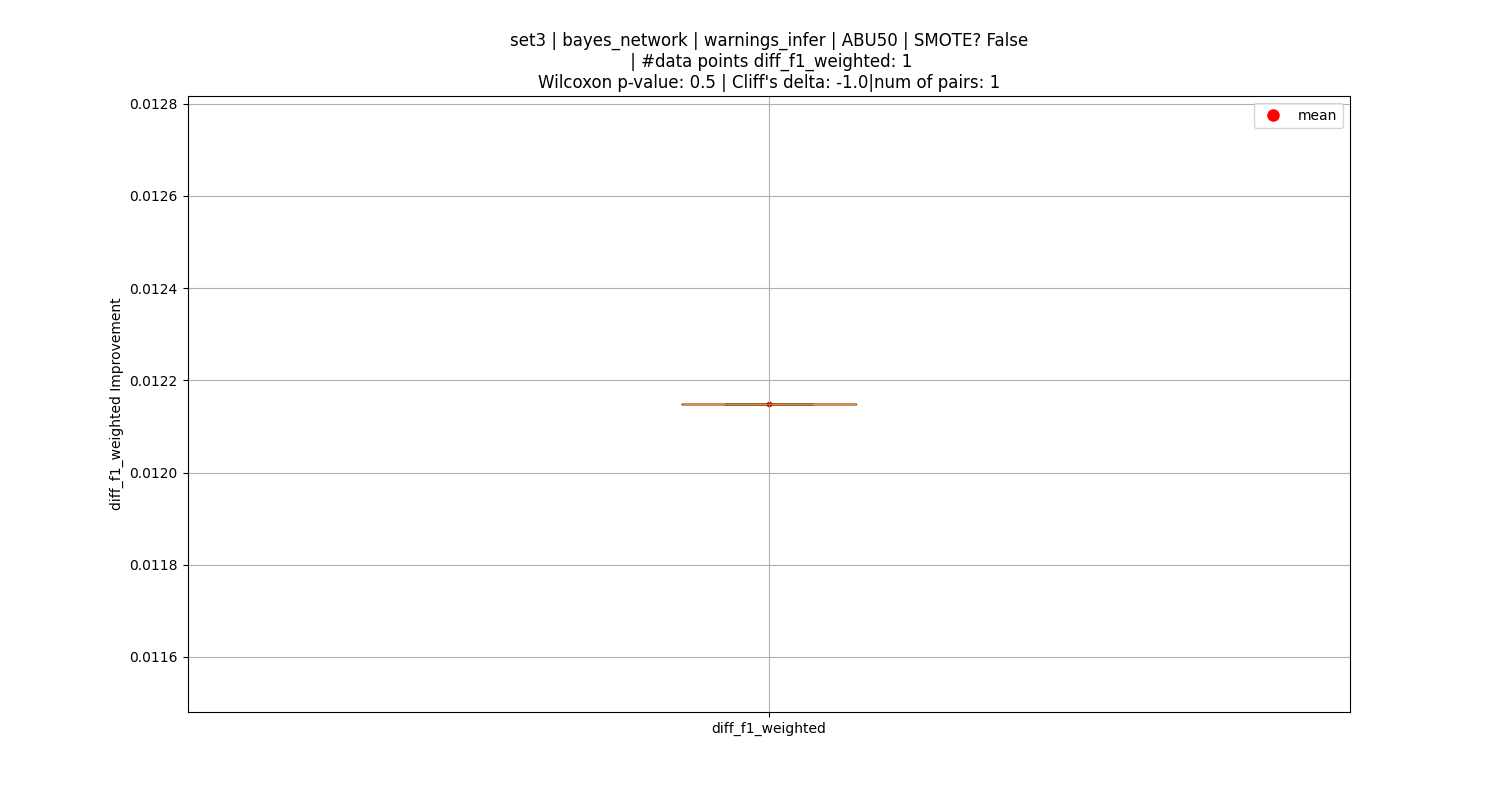 set3 | bayes_network | warnings_infer | ABU50 | SMOTE? False
| #data points diff_f1_weighted: 1
Wilcoxon p-value: 0.5 | Cliff's delta: -1.0|num of pairs: 1
mean
0.0128
0.0126
0.0124
0.0122
0.0120
0.0118
0.0116
diff_f1_weighted Improvement
diff_f1_weighted